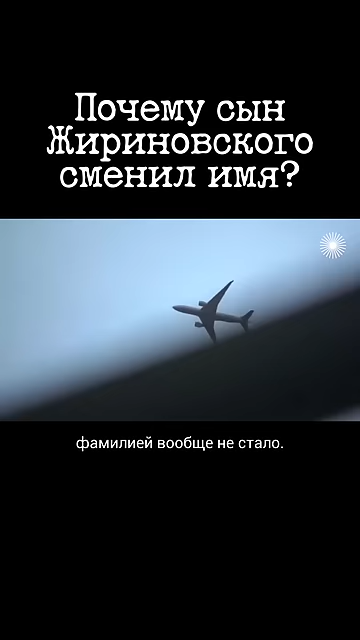 Почему сын
Жириновского
сменил имя?
фамилией вообще не стало.